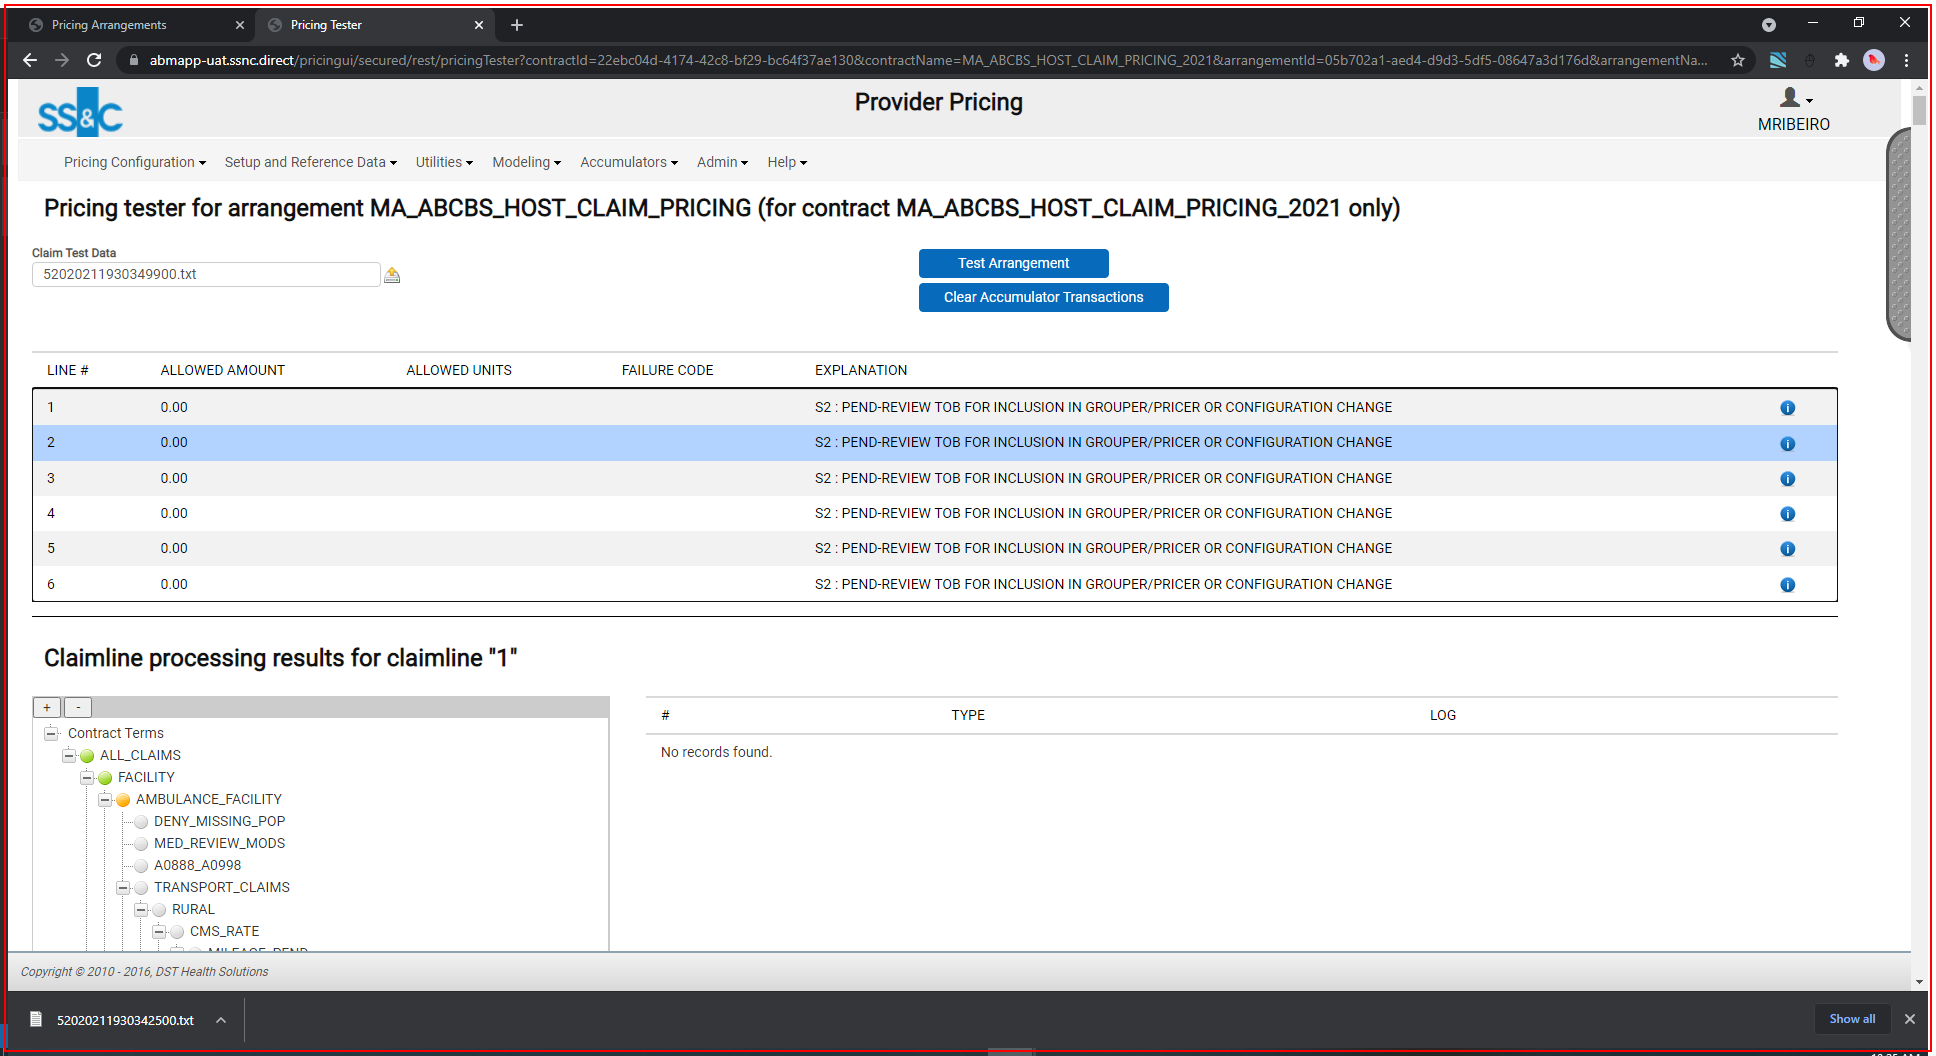 Pricing Arrangements
Pricing Tester
abmapp-uat.ssnc.direct/pricingui/secured/rest/pricingTester?contractId=22ebc04d-4174-42c8-bf29-bc64f37ae130&contractName=MA_ABCBS_HOST_CLAIM_PRICING_2021&arrangementId=05b702a1-aed4-d9d3-5df5-08647a3d176d&arrangementNa...
SS&C
Provider Pricing
MRIBEIRO
Pricing Configuration Setup and Reference Data Utilities Modeling Accumulators Admin Help
Pricing tester for arrangement MA_ABCBS_HOST_CLAIM_PRICING (for contract MA_ABCBS_HOST_CLAIM_PRICING_2021 only)
Claim Test Data
52020211930349900.txt
Test Arrangement
Clear Accumulator Transactions
LINE # ALLOWED AMOUNT ALLOWED UNITS FAILURE CODE EXPLANATION
1 0.00 S2 : PEND-REVIEW TOB FOR INCLUSION IN GROUPER/PRICER OR CONFIGURATION CHANGE
2 0.00 S2 : PEND-REVIEW TOB FOR INCLUSION IN GROUPER/PRICER OR CONFIGURATION CHANGE
3 0.00 S2 : PEND-REVIEW TOB FOR INCLUSION IN GROUPER/PRICER OR CONFIGURATION CHANGE
4 0.00 S2 : PEND-REVIEW TOB FOR INCLUSION IN GROUPER/PRICER OR CONFIGURATION CHANGE
5 0.00 S2 : PEND-REVIEW TOB FOR INCLUSION IN GROUPER/PRICER OR CONFIGURATION CHANGE
6 0.00 S2 : PEND-REVIEW TOB FOR INCLUSION IN GROUPER/PRICER OR CONFIGURATION CHANGE
Claimline processing results for claimline "1"
+ -
Contract Terms
ALL_CLAIMS
FACILITY
AMBULANCE_FACILITY
DENY_MISSING_POP
MED_REVIEW_MODS
A0888_A0998
TRANSPORT_CLAIMS
RURAL
CMS_RATE
# TYPE LOG
No records found.
Copyright © 2010 - 2016, DST Health Solutions
52020211930342500.txt
Show all